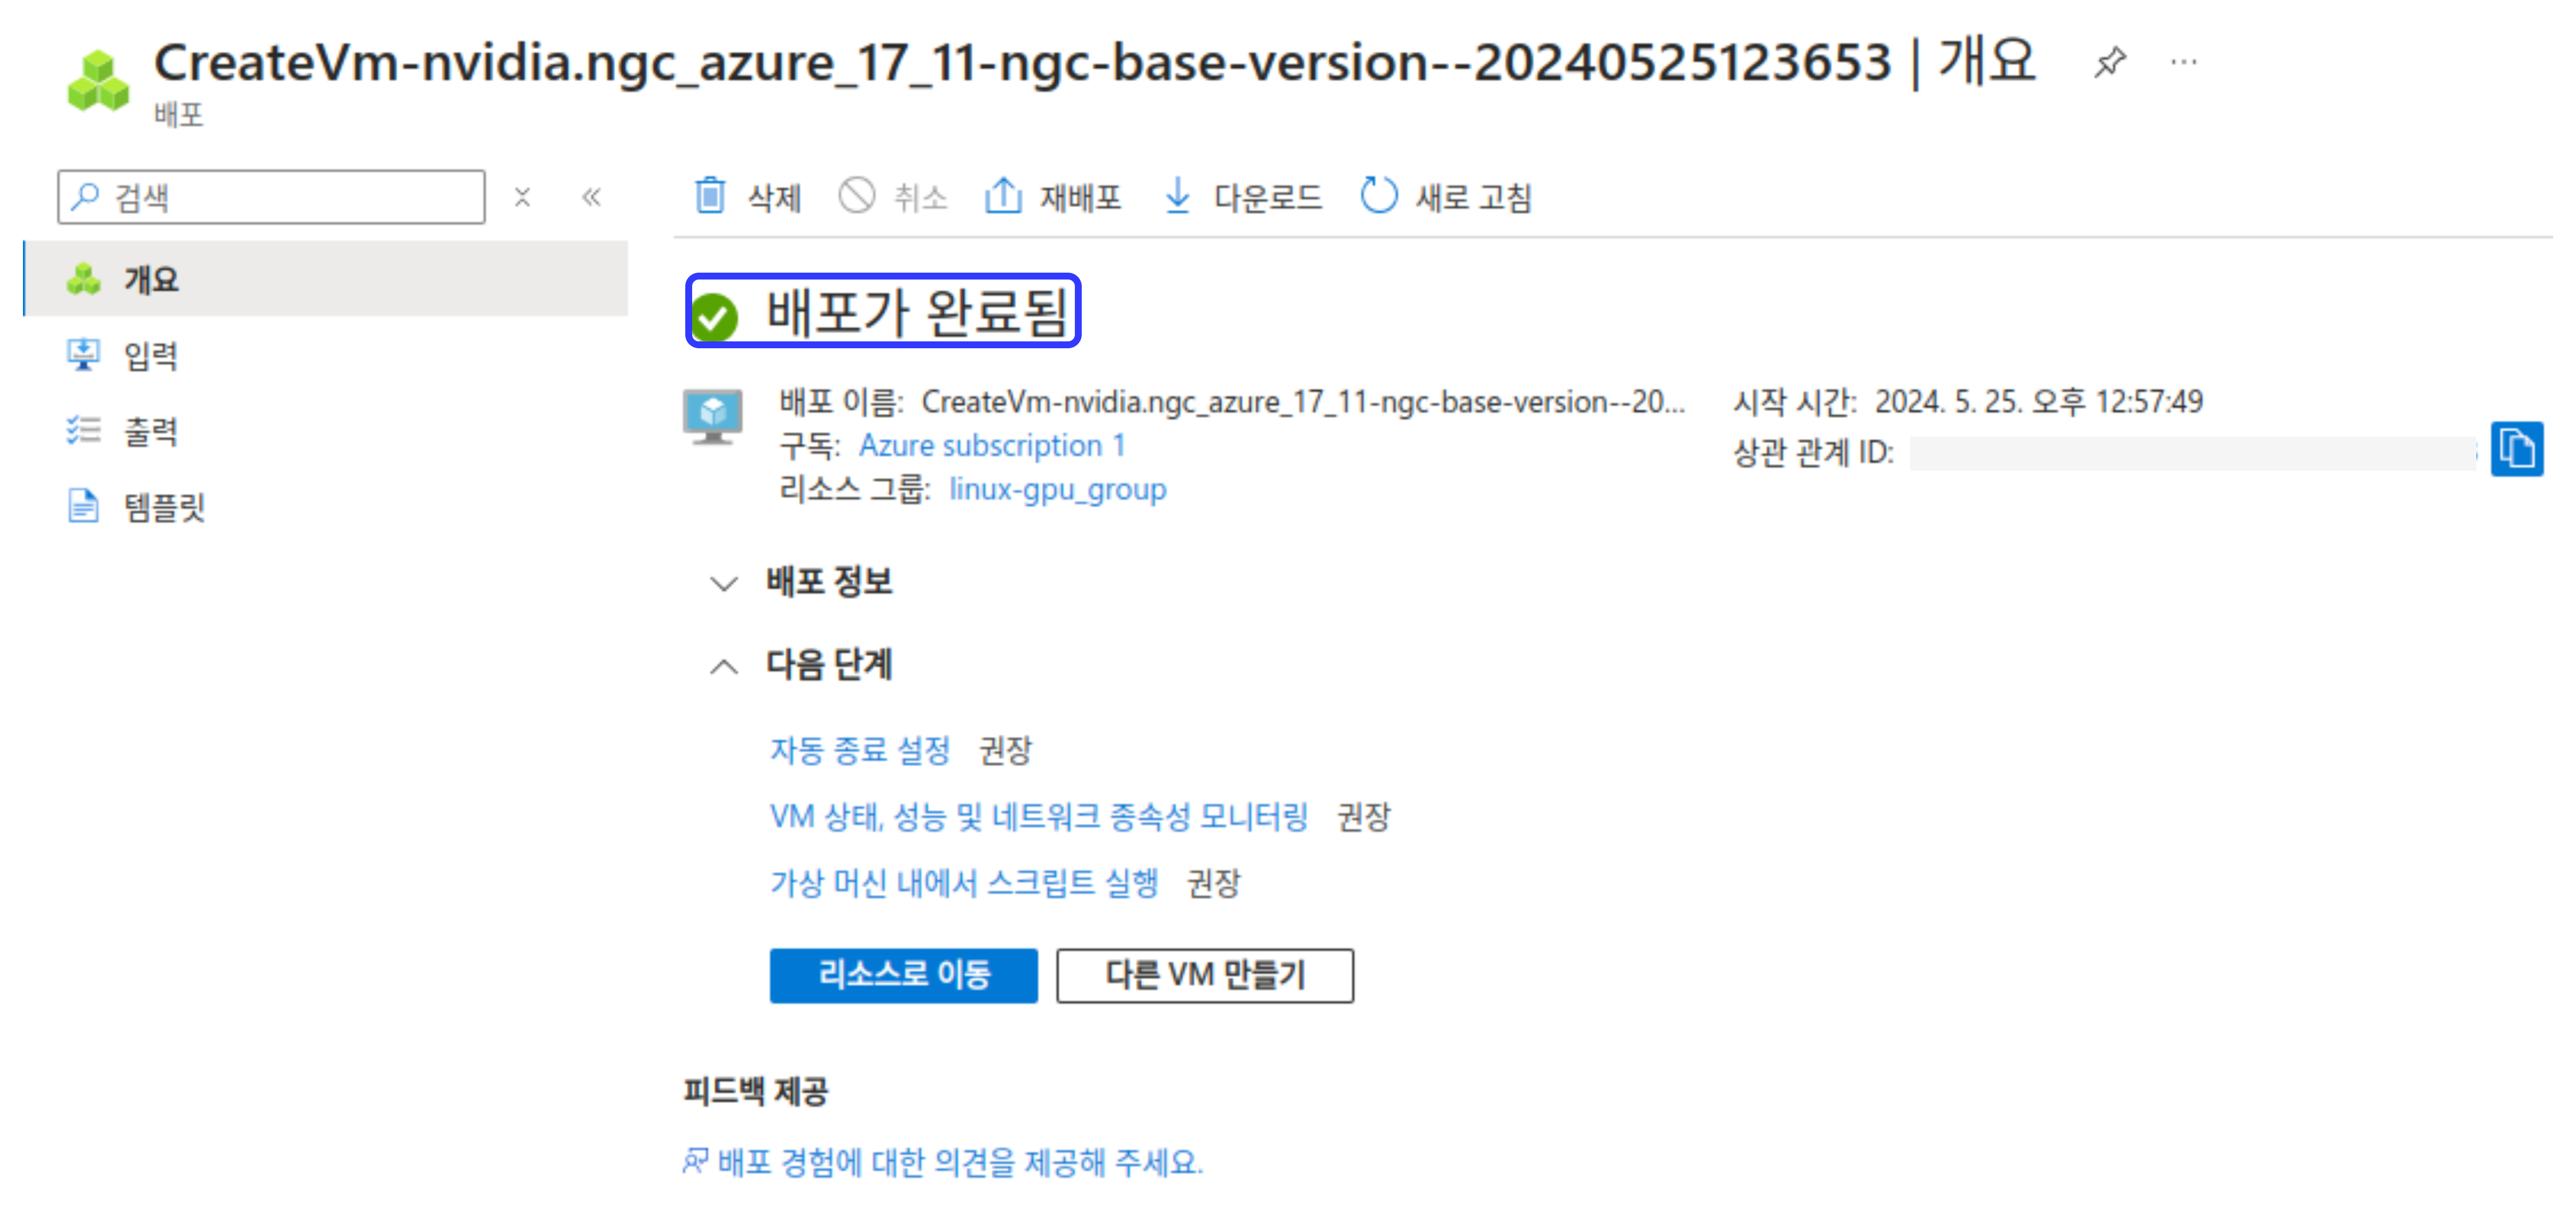 CreateVm-nvidia.ngc_azure_17_11-ngc-base-version--20240525123653 | 개요 ...
배포
검색
삭제 취소 재배포 다운로드 새로 고침
개요
입력
출력
템플릿
배포가 완료됨
배포 이름: CreateVm-nvidia.ngc_azure_17_11-ngc-base-version--20...
구독: Azure subscription 1
리소스 그룹: linux-gpu_group
시작 시간: 2024. 5. 25. 오후 12:57:49
상관 관계 ID:
배포 정보
다음 단계
자동 종료 설정 권장
VM 상태, 성능 및 네트워크 종속성 모니터링 권장
가상 머신 내에서 스크립트 실행 권장
리소스로 이동 다른 VM 만들기
피드백 제공
배포 경험에 대한 의견을 제공해 주세요.